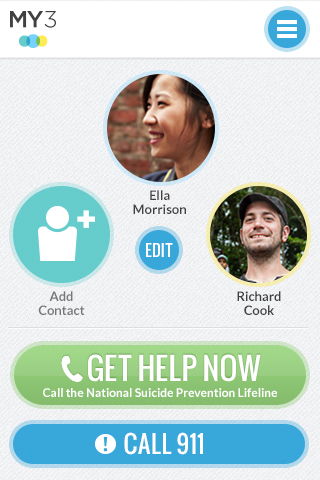 MY3
Ella
Morrison
EDIT
Add
Contact
Richard
Cook
GET HELP NOW
Call the National Suicide Prevention Lifeline
CALL 911